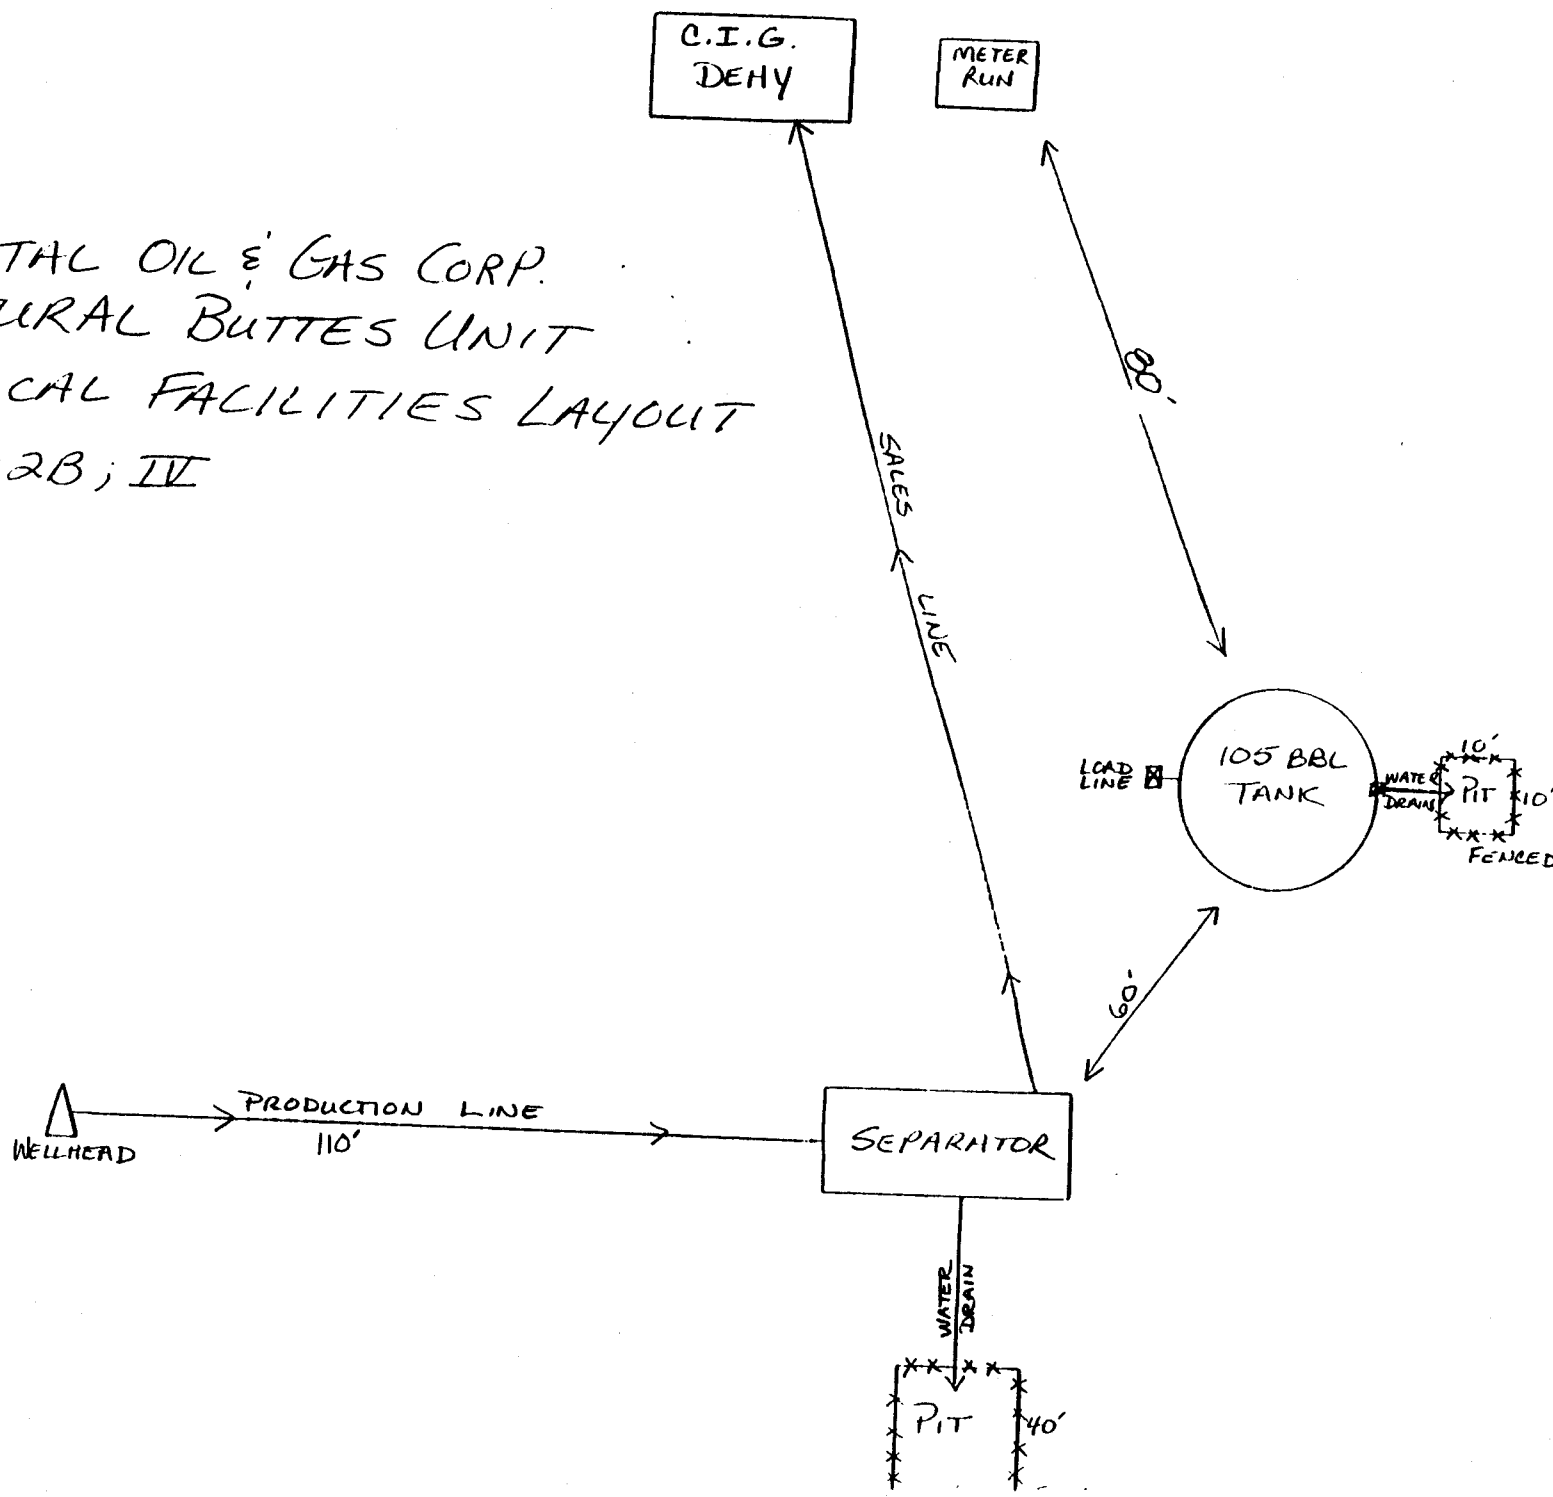 C.I.G.
DEHY
METER
RUN
TAL OIL & GAS CORP.
URAL BUTTES UNIT
CAL FACILITIES LAYOUT
2B; IV
80'
SALES LINE
LOAD
LINE
105 BBL
TANK
WATER
DRAIN
10'
PIT
10'
FENCED
60'
PRODUCTION LINE
110'
WELLHEAD
SEPARATOR
WATER
DRAIN
PIT
40'